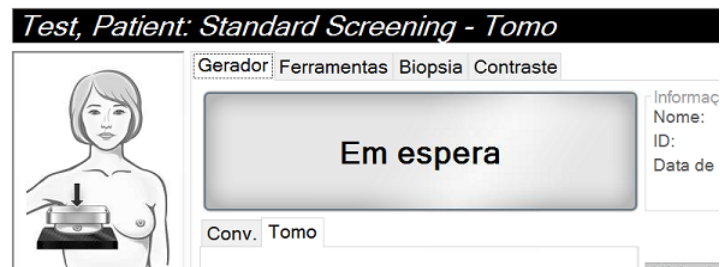 Test, Patient: Standard Screening - Tomo
Gerador Ferramentas Biopsia Contraste
Em espera
Nome:
ID:
Data de
Conv. Tomo